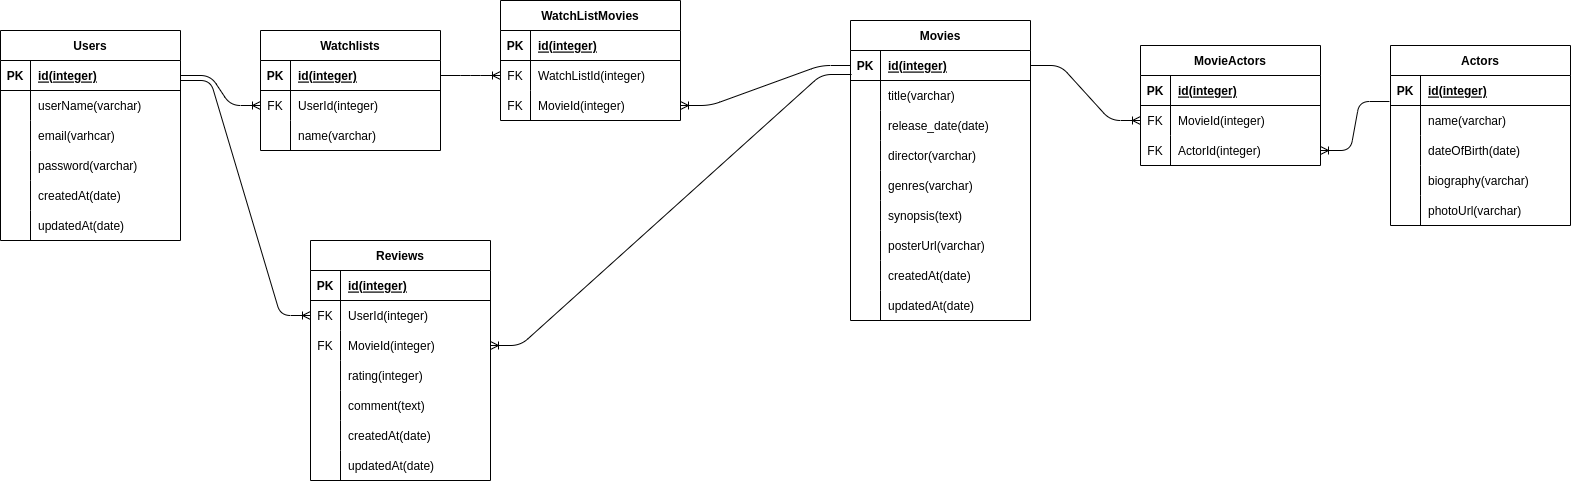 Users
PK id(integer)
userName(varchar)
email(varhcar)
password(varchar)
createdAt(date)
updatedAt(date)
Watchlists
PK id(integer)
FK UserId(integer)
name(varchar)
WatchListMovies
PK id(integer)
FK WatchListId(integer)
FK MovieId(integer)
Reviews
PK id(integer)
FK UserId(integer)
FK MovieId(integer)
rating(integer)
comment(text)
createdAt(date)
updatedAt(date)
Movies
PK id(integer)
title(varchar)
release_date(date)
director(varchar)
genres(varchar)
synopsis(text)
posterUrl(varchar)
createdAt(date)
updatedAt(date)
MovieActors
PK id(integer)
FK MovieId(integer)
FK ActorId(integer)
Actors
PK id(integer)
name(varchar)
dateOfBirth(date)
biography(varchar)
photoUrl(varchar)